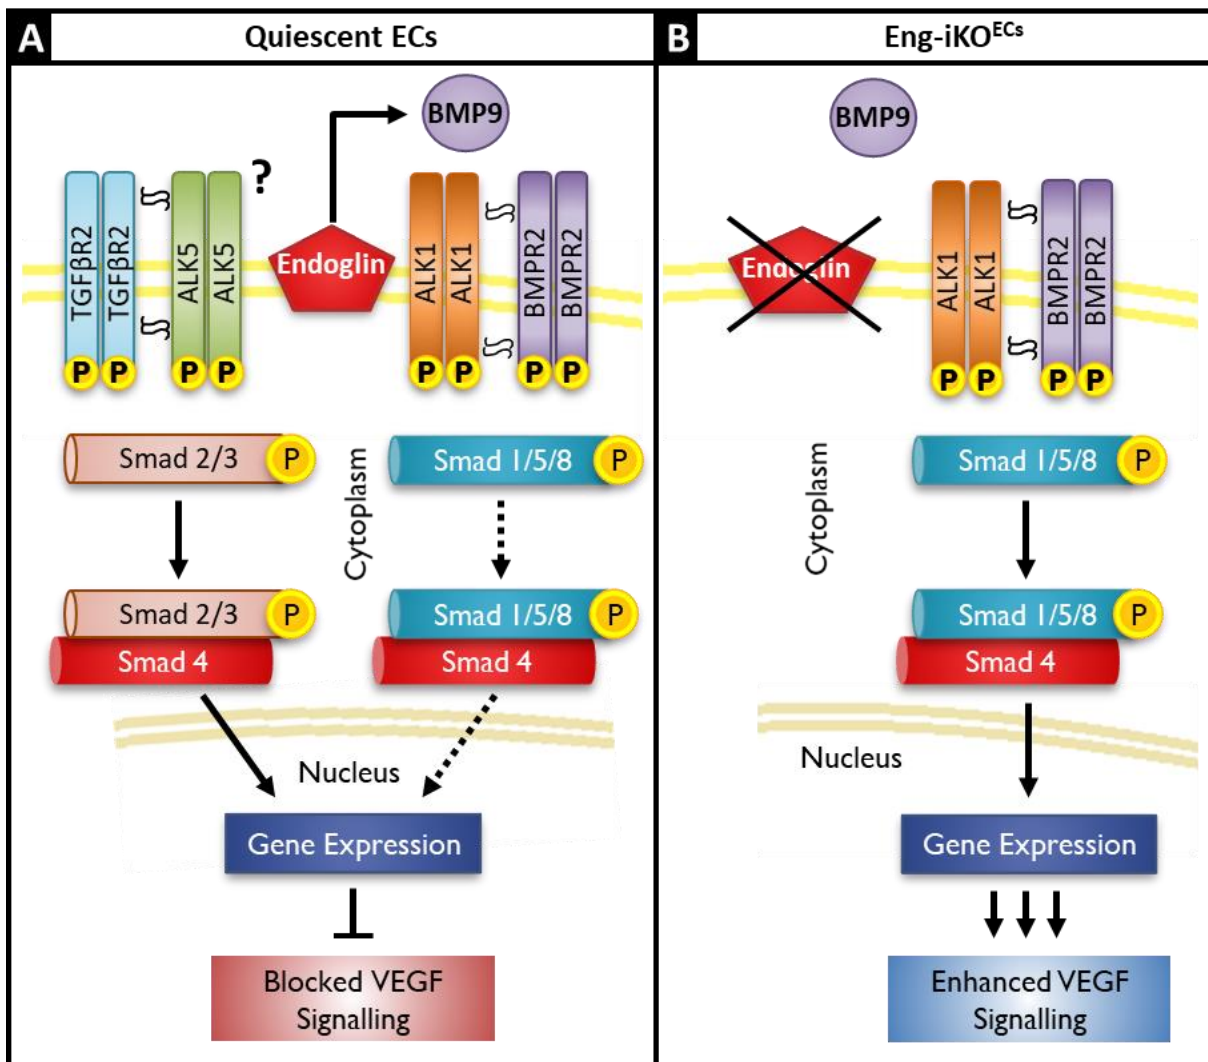 A
Quiescent ECs
BMP9
?
TGFβR2
TGFβR2
ALK5
ALK5
Endoglin
ALK1
ALK1
BMPR2
BMPR2
P P P P P P P P
Smad 2/3 P
Smad 1/5/8 P
Cytoplasm
Smad 2/3 P
Smad 4
Smad 1/5/8 P
Smad 4
Nucleus
Gene Expression
Blocked VEGF
Signalling
B
Eng-iKO^ECs
BMP9
Endoglin
ALK1
ALK1
BMPR2
BMPR2
P P P P
Smad 1/5/8 P
Cytoplasm
Smad 1/5/8 P
Smad 4
Nucleus
Gene Expression
Enhanced VEGF
Signalling